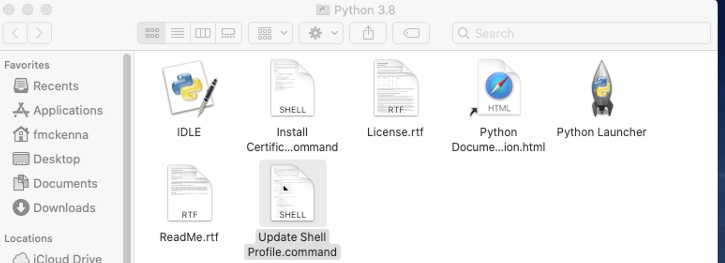 Python 3.8
Search
Favorites
Recents
Applications
fmckenna
Desktop
Documents
Downloads
Locations
iCloud Drive
SHELL
RTF
HTML
IDLE
Install
Certific...ommand
License.rtf
Python
Docume...ion.html
Python Launcher
RTF
SHELL
ReadMe.rtf
Update Shell
Profile.command